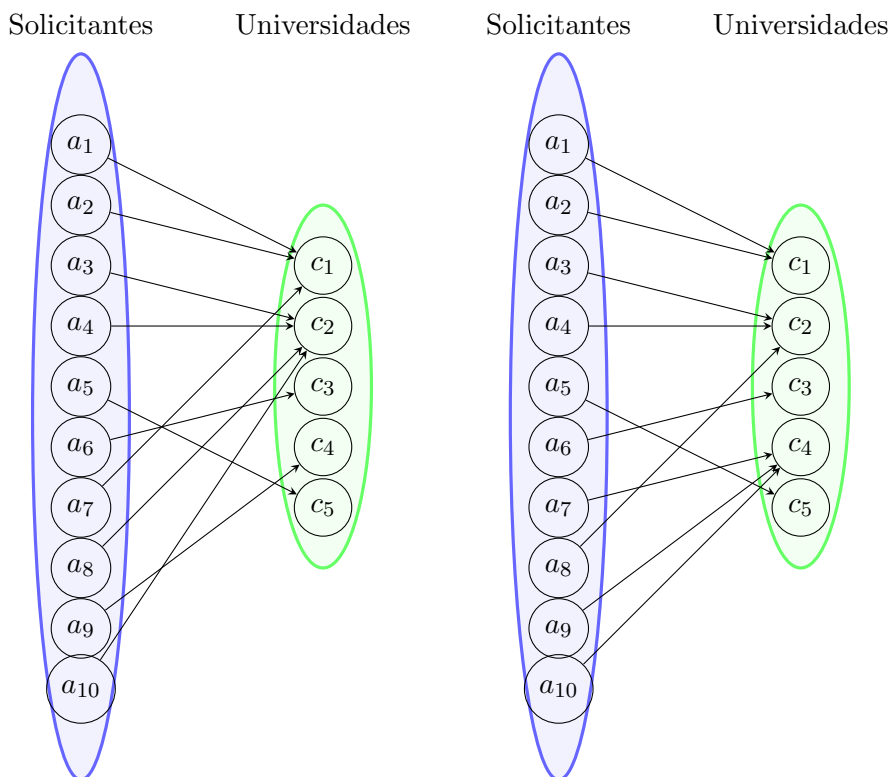 Solicitantes Universidades Solicitantes Universidades
a1 a1
a2 a2
a3 c1 a3 c1
a4 c2 a4 c2
a5 c3 a5 c3
a6 c4 a6 c4
a7 c5 a7 c5
a8 a8
a9 a9
a10 a10